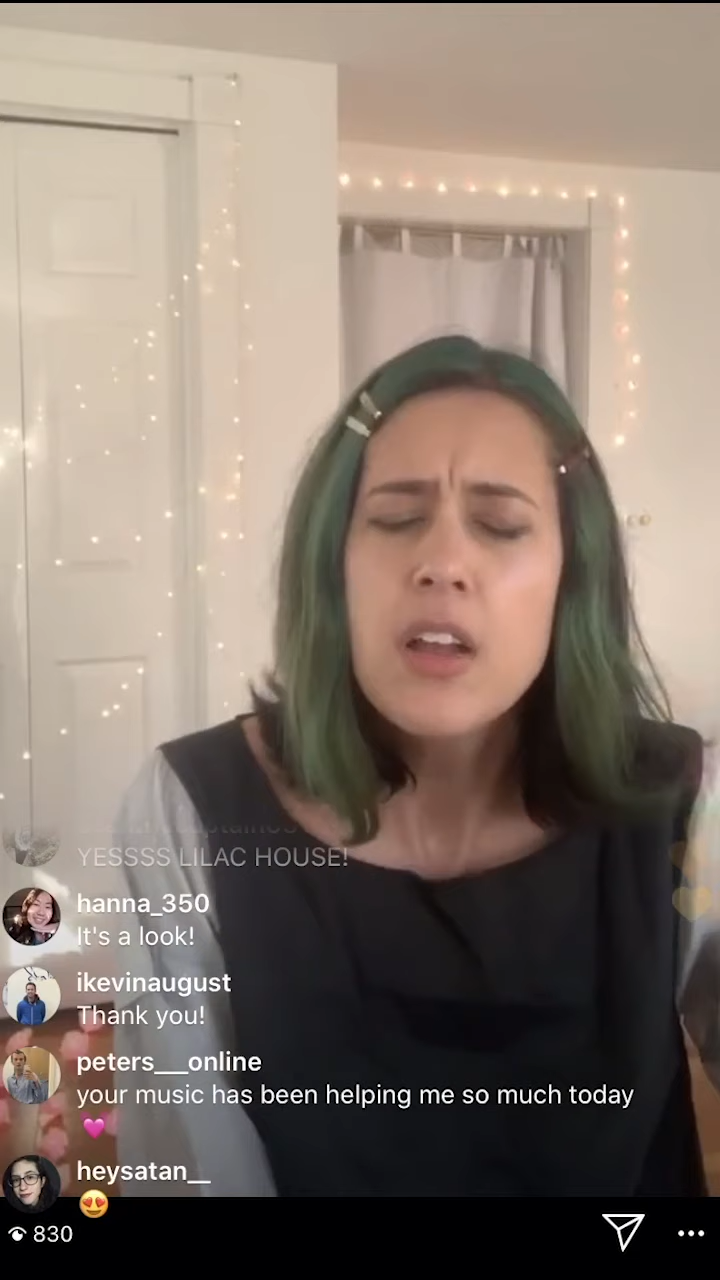 YESSSS LILAC HOUSE!
hanna_350
It's a look!
ikevinaugust
Thank you!
peters___online
your music has been helping me so much today
💗
heysatan__
😍
830